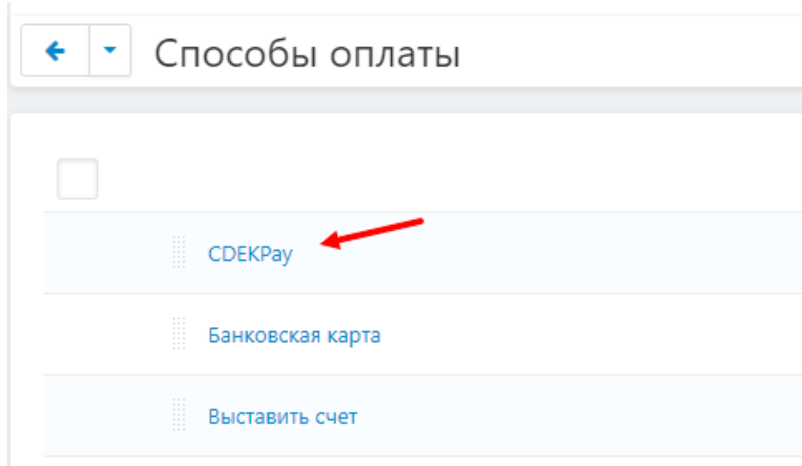 Способы оплаты
CDEKPay
Банковская карта
Выставить счет